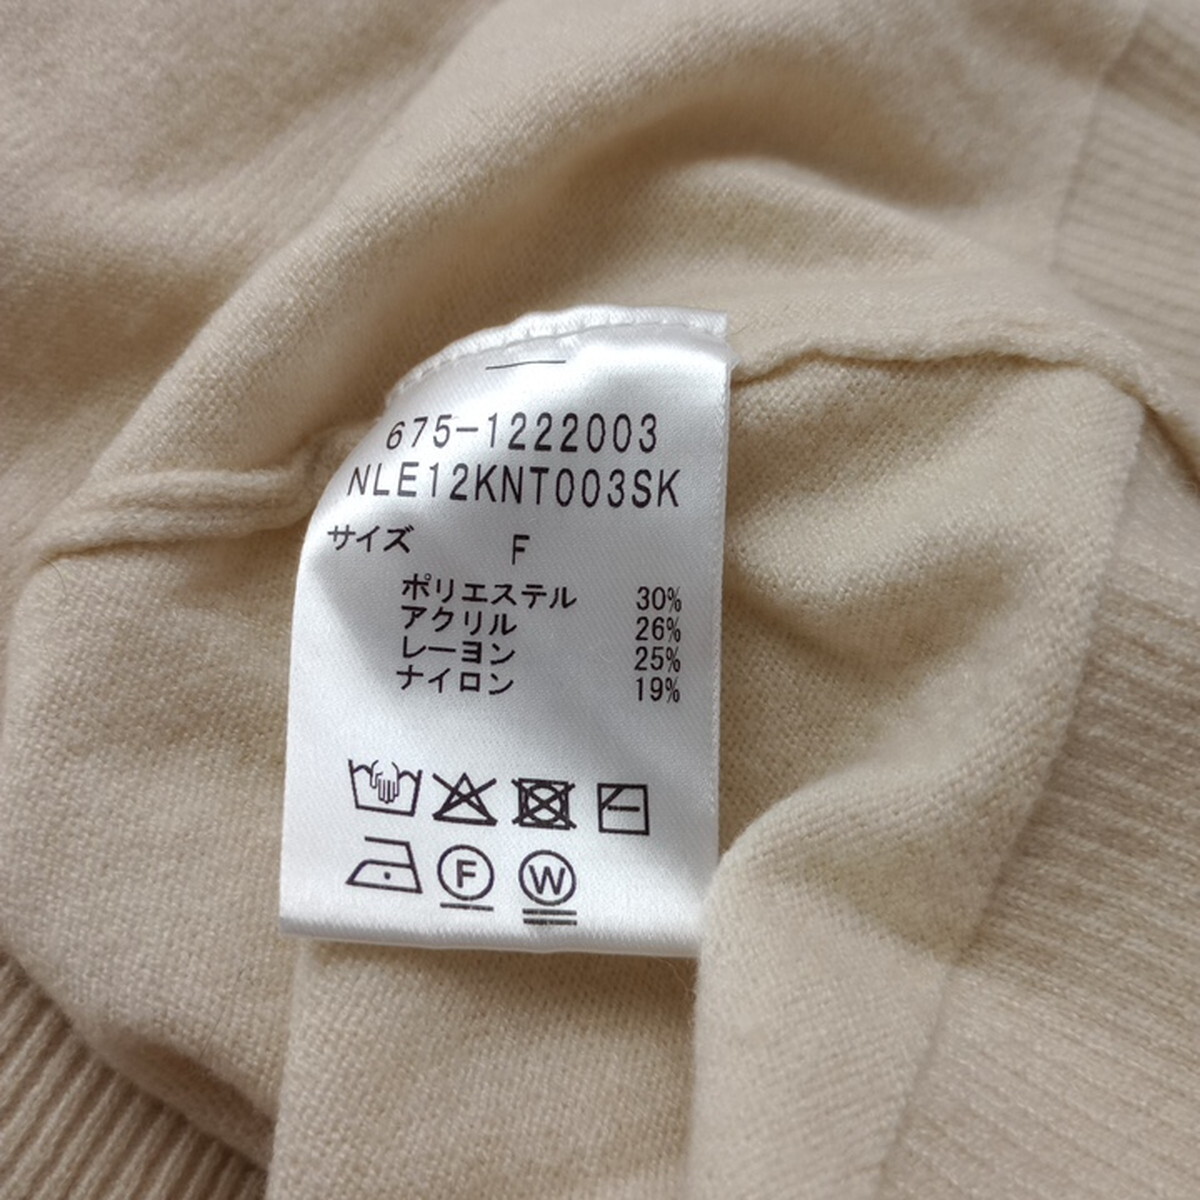 675-1222003
NLE12KNT003SK
サイズ F
ポリエステル 30%
アクリル 26%
レーヨン 25%
ナイロン 19%
F W